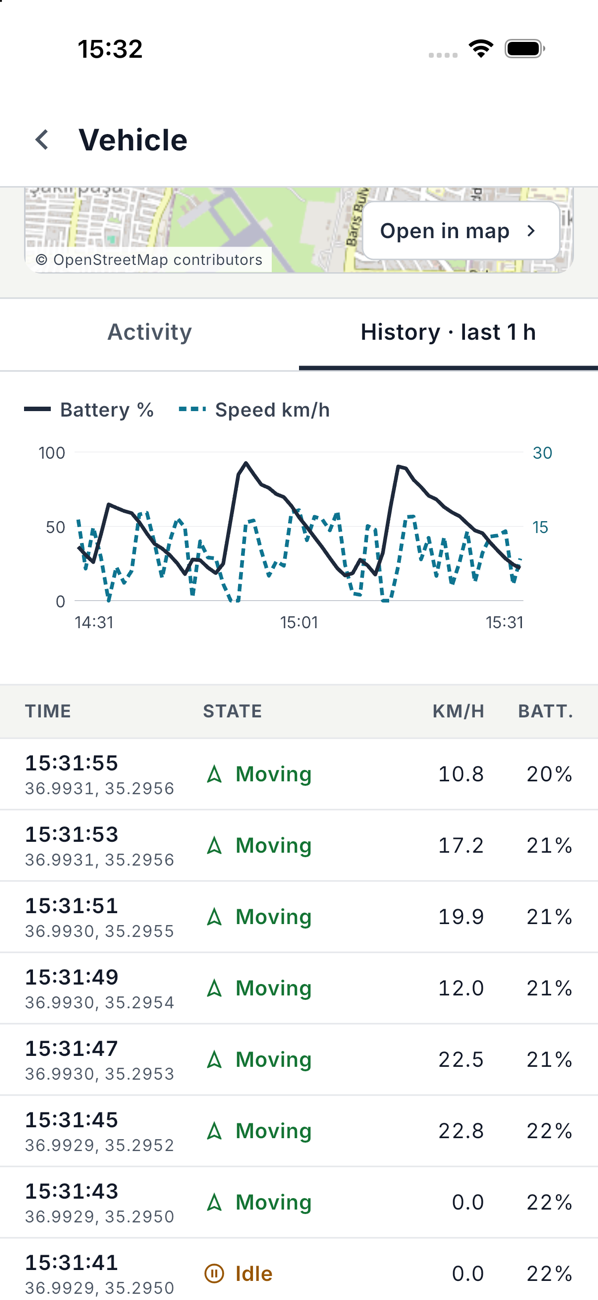 15:32
Vehicle
Şakirpaşa
Barış Bulv
Open in map
© OpenStreetMap contributors
Activity
History · last 1 h
Battery %
Speed km/h
100
30
50
15
0
14:31
15:01
15:31
TIME STATE KM/H BATT.
15:31:55
36.9931, 35.2956
Moving 10.8 20%
15:31:53
36.9931, 35.2956
Moving 17.2 21%
15:31:51
36.9930, 35.2955
Moving 19.9 21%
15:31:49
36.9930, 35.2954
Moving 12.0 21%
15:31:47
36.9930, 35.2953
Moving 22.5 21%
15:31:45
36.9929, 35.2952
Moving 22.8 22%
15:31:43
36.9929, 35.2950
Moving 0.0 22%
15:31:41
36.9929, 35.2950
Idle 0.0 22%